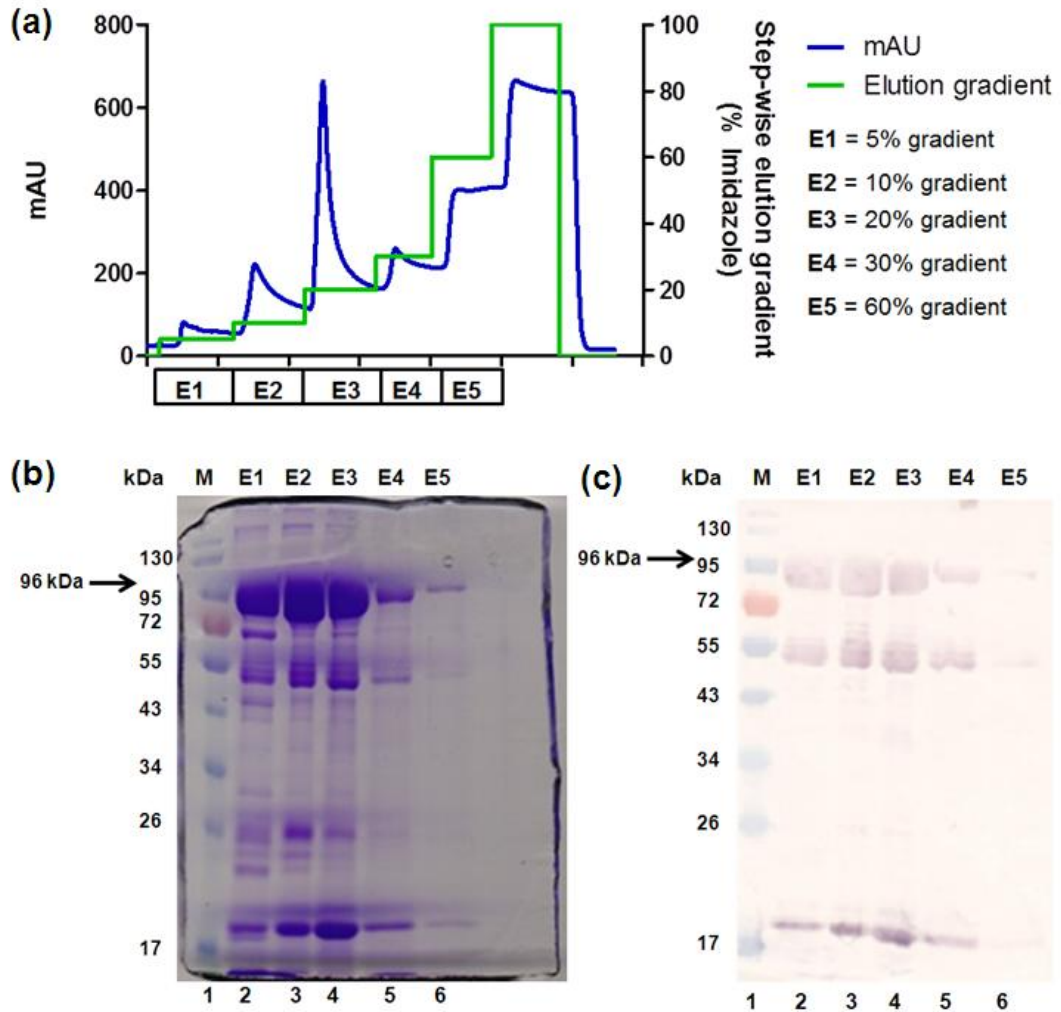 (a)
800
600
400
200
0
mAU
100
80
60
40
20
0
Step-wise elution gradient
(% Imidazole)
mAU
Elution gradient
E1 = 5% gradient
E2 = 10% gradient
E3 = 20% gradient
E4 = 30% gradient
E5 = 60% gradient
E1 E2 E3 E4 E5
(b)
kDa M E1 E2 E3 E4 E5
130
96 kDa
95
72
55
43
34
26
17
1 2 3 4 5 6
(c)
kDa M E1 E2 E3 E4 E5
130
96 kDa
95
72
55
43
34
26
17
1 2 3 4 5 6